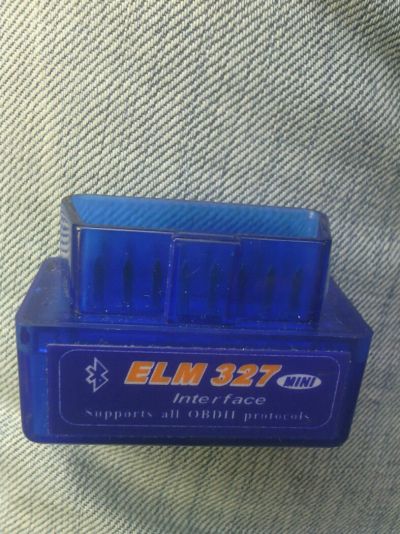 ELM 327 MINI
Interface
Supports all OBDII protocols